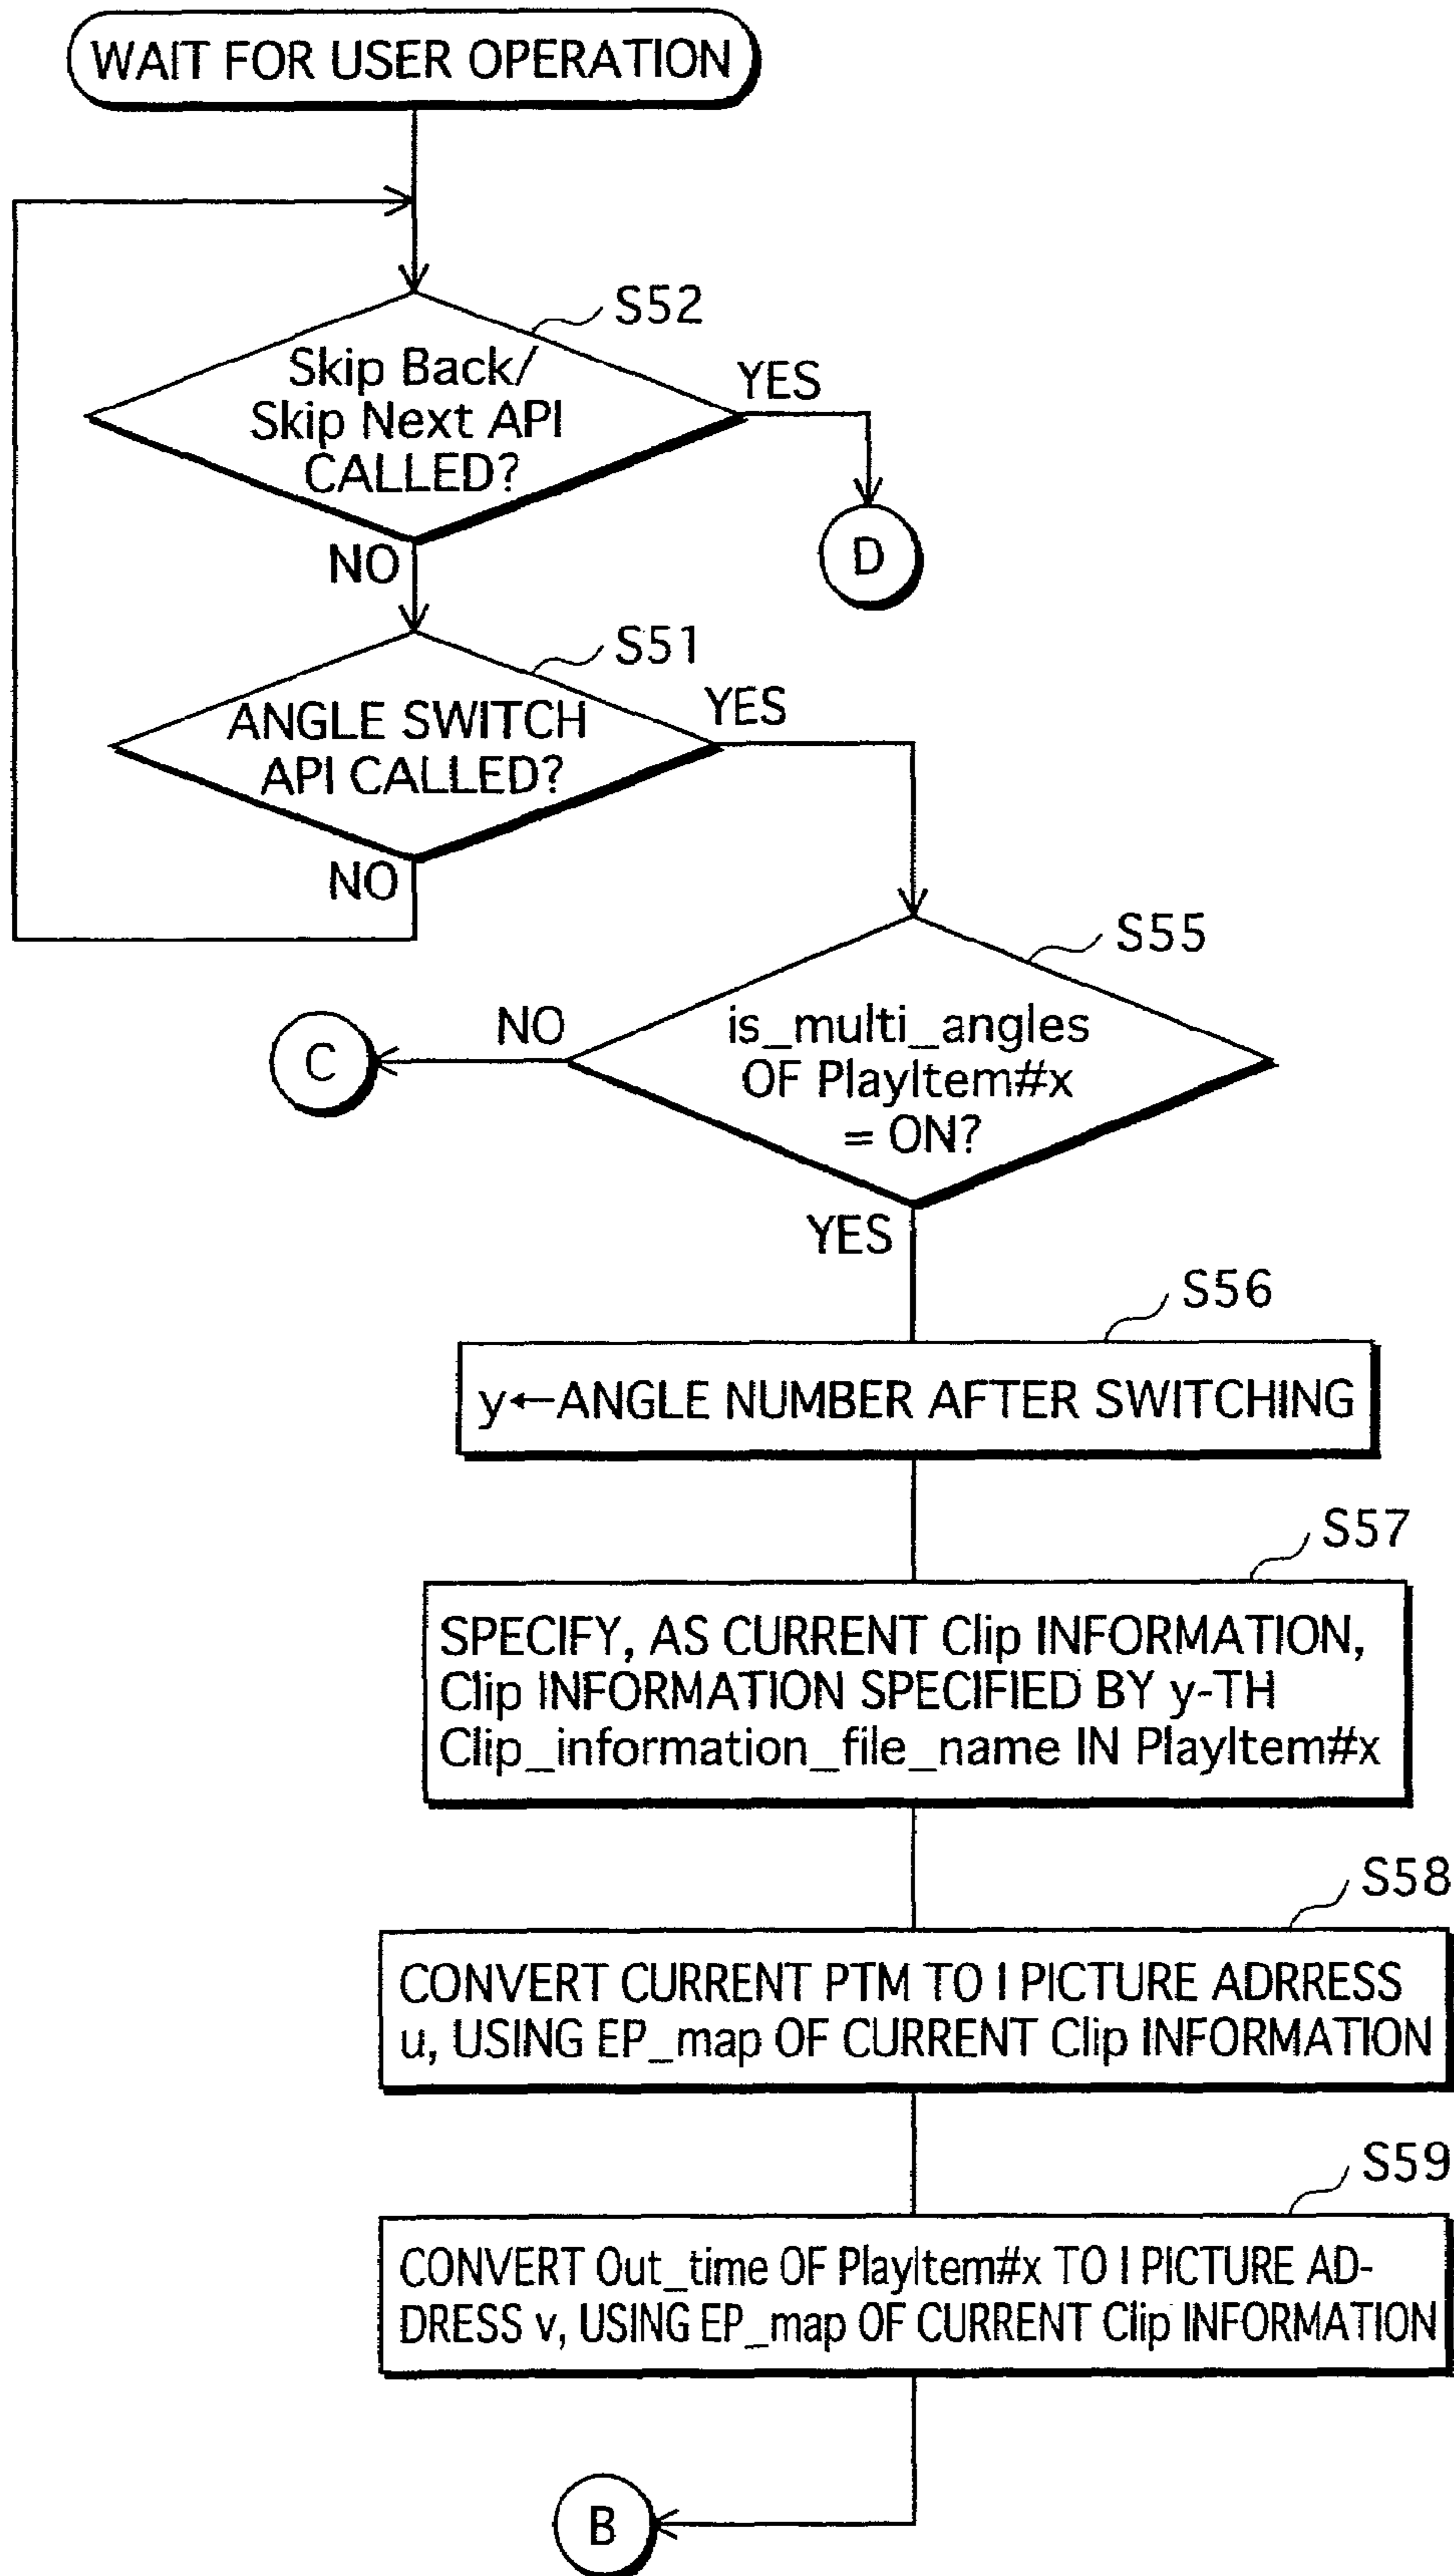 WAIT FOR USER OPERATION
S52
Skip Back/
Skip Next API
CALLED?
YES
D
NO
S51
ANGLE SWITCH
API CALLED?
YES
NO
S55
is_multi_angles
OF PlayItem#x
= ON?
NO
C
YES
S56
y←ANGLE NUMBER AFTER SWITCHING
S57
SPECIFY, AS CURRENT Clip INFORMATION,
Clip INFORMATION SPECIFIED BY y-TH
Clip_information_file_name IN PlayItem#x
S58
CONVERT CURRENT PTM TO I PICTURE ADRRESS
u, USING EP_map OF CURRENT Clip INFORMATION
S59
CONVERT Out_time OF PlayItem#x TO I PICTURE AD-
DRESS v, USING EP_map OF CURRENT Clip INFORMATION
B